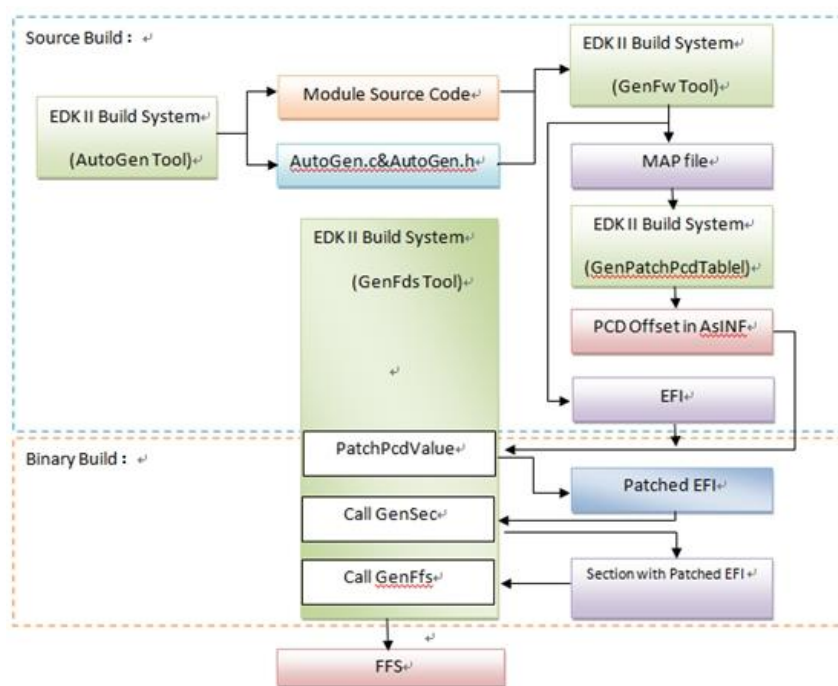 Source Build： ↵
EDK II Build System↵
(GenFw Tool)↵
Module Source Code↵
EDK II Build System↵
(AutoGen Tool)↵
AutoGen.c&AutoGen.h↵
MAP file↵
EDK II Build System↵
(GenFds Tool)↵
↵
EDK II Build System↵
(GenPatchPcdTablel)↵
PCD Offset in AsINF↵
EFI↵
Binary Build： ↵
PatchPcdValue↵
Patched EFI↵
Call GenSec↵
Section with Patched EFI↵
Call GenFfs↵
↵
FFS↵